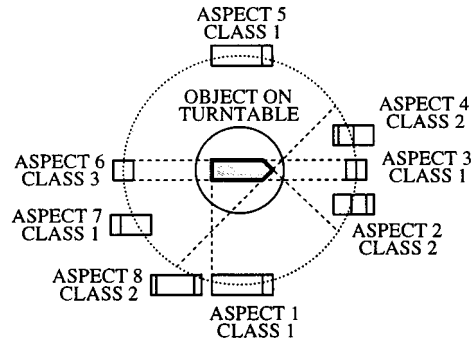 ASPECT 5
CLASS 1
OBJECT ON
TURNTABLE
ASPECT 4
CLASS 2
ASPECT 6
CLASS 3
ASPECT 3
CLASS 1
ASPECT 7
CLASS 1
ASPECT 2
CLASS 2
ASPECT 8
CLASS 2
ASPECT 1
CLASS 1